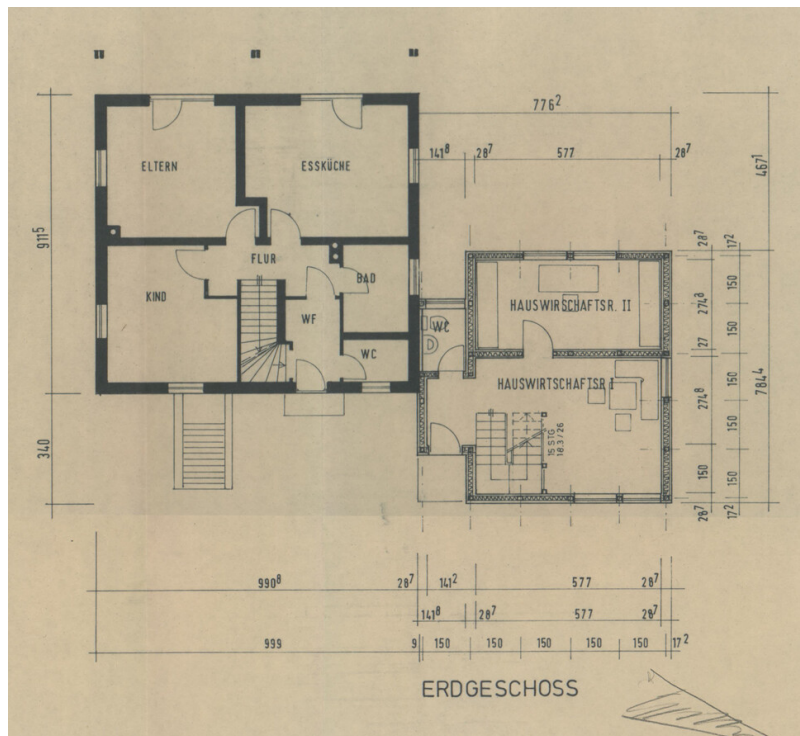 776²
141⁸ 28⁷ 577 28⁷
467¹
911⁵
ELTERN
ESSKÜCHE
FLUR
BAD
KIND
WF
WC
WC
HAUSWIRSCHAFTSR. II
HAUSWIRTSCHAFTSR. I
15 STG
18.3 / 26
28⁷ 17²
274⁸ 150
27 150
274⁸ 150
150
150 150
28⁷ 17²
784⁴
340
990⁸ 28⁷ 141² 577 28⁷
141⁸ 28⁷ 577 28⁷
999 9 150 150 150 150 150 17²
ERDGESCHOSS